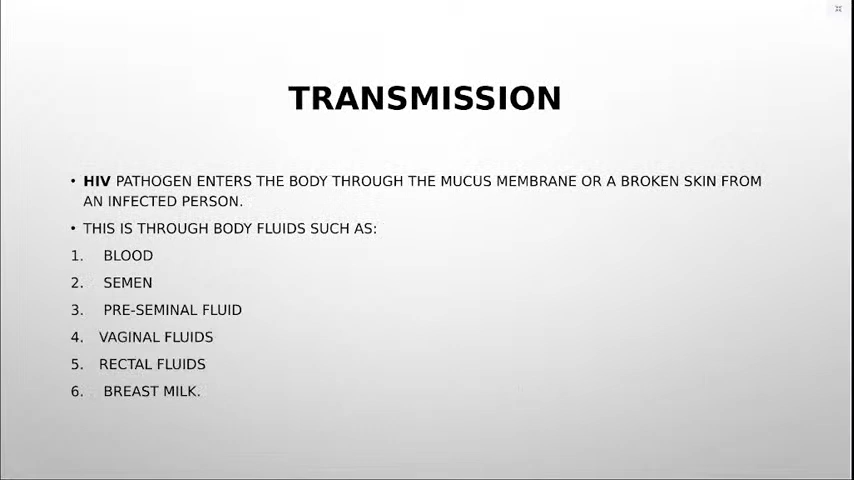 TRANSMISSION
• HIV PATHOGEN ENTERS THE BODY THROUGH THE MUCUS MEMBRANE OR A BROKEN SKIN FROM
AN INFECTED PERSON.
• THIS IS THROUGH BODY FLUIDS SUCH AS:
1. BLOOD
2. SEMEN
3. PRE-SEMINAL FLUID
4. VAGINAL FLUIDS
5. RECTAL FLUIDS
6. BREAST MILK.